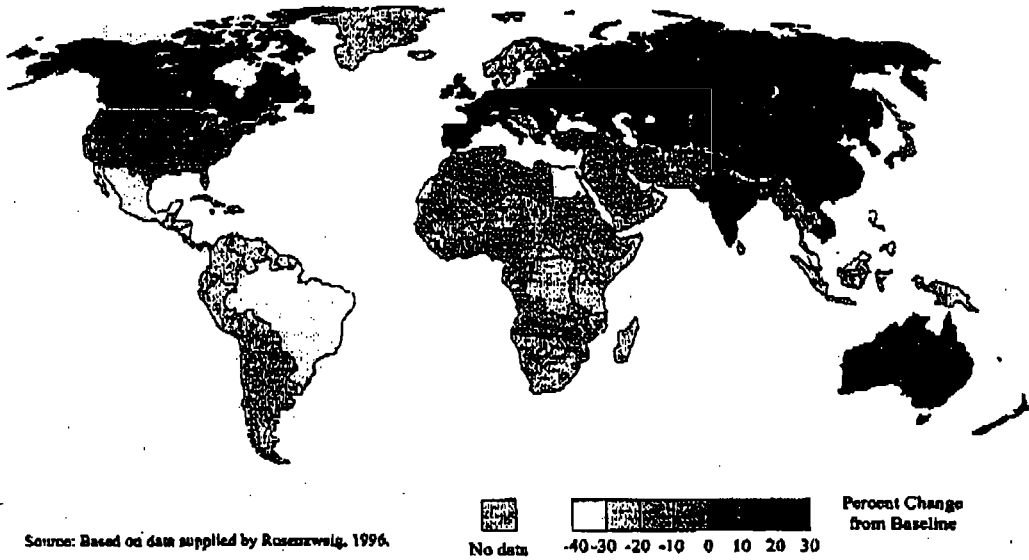 Source: Based on data supplied by Rosenzweig, 1996.
No data
-40 -30 -20 -10 0 10 20 30
Percent Change
from Baseline